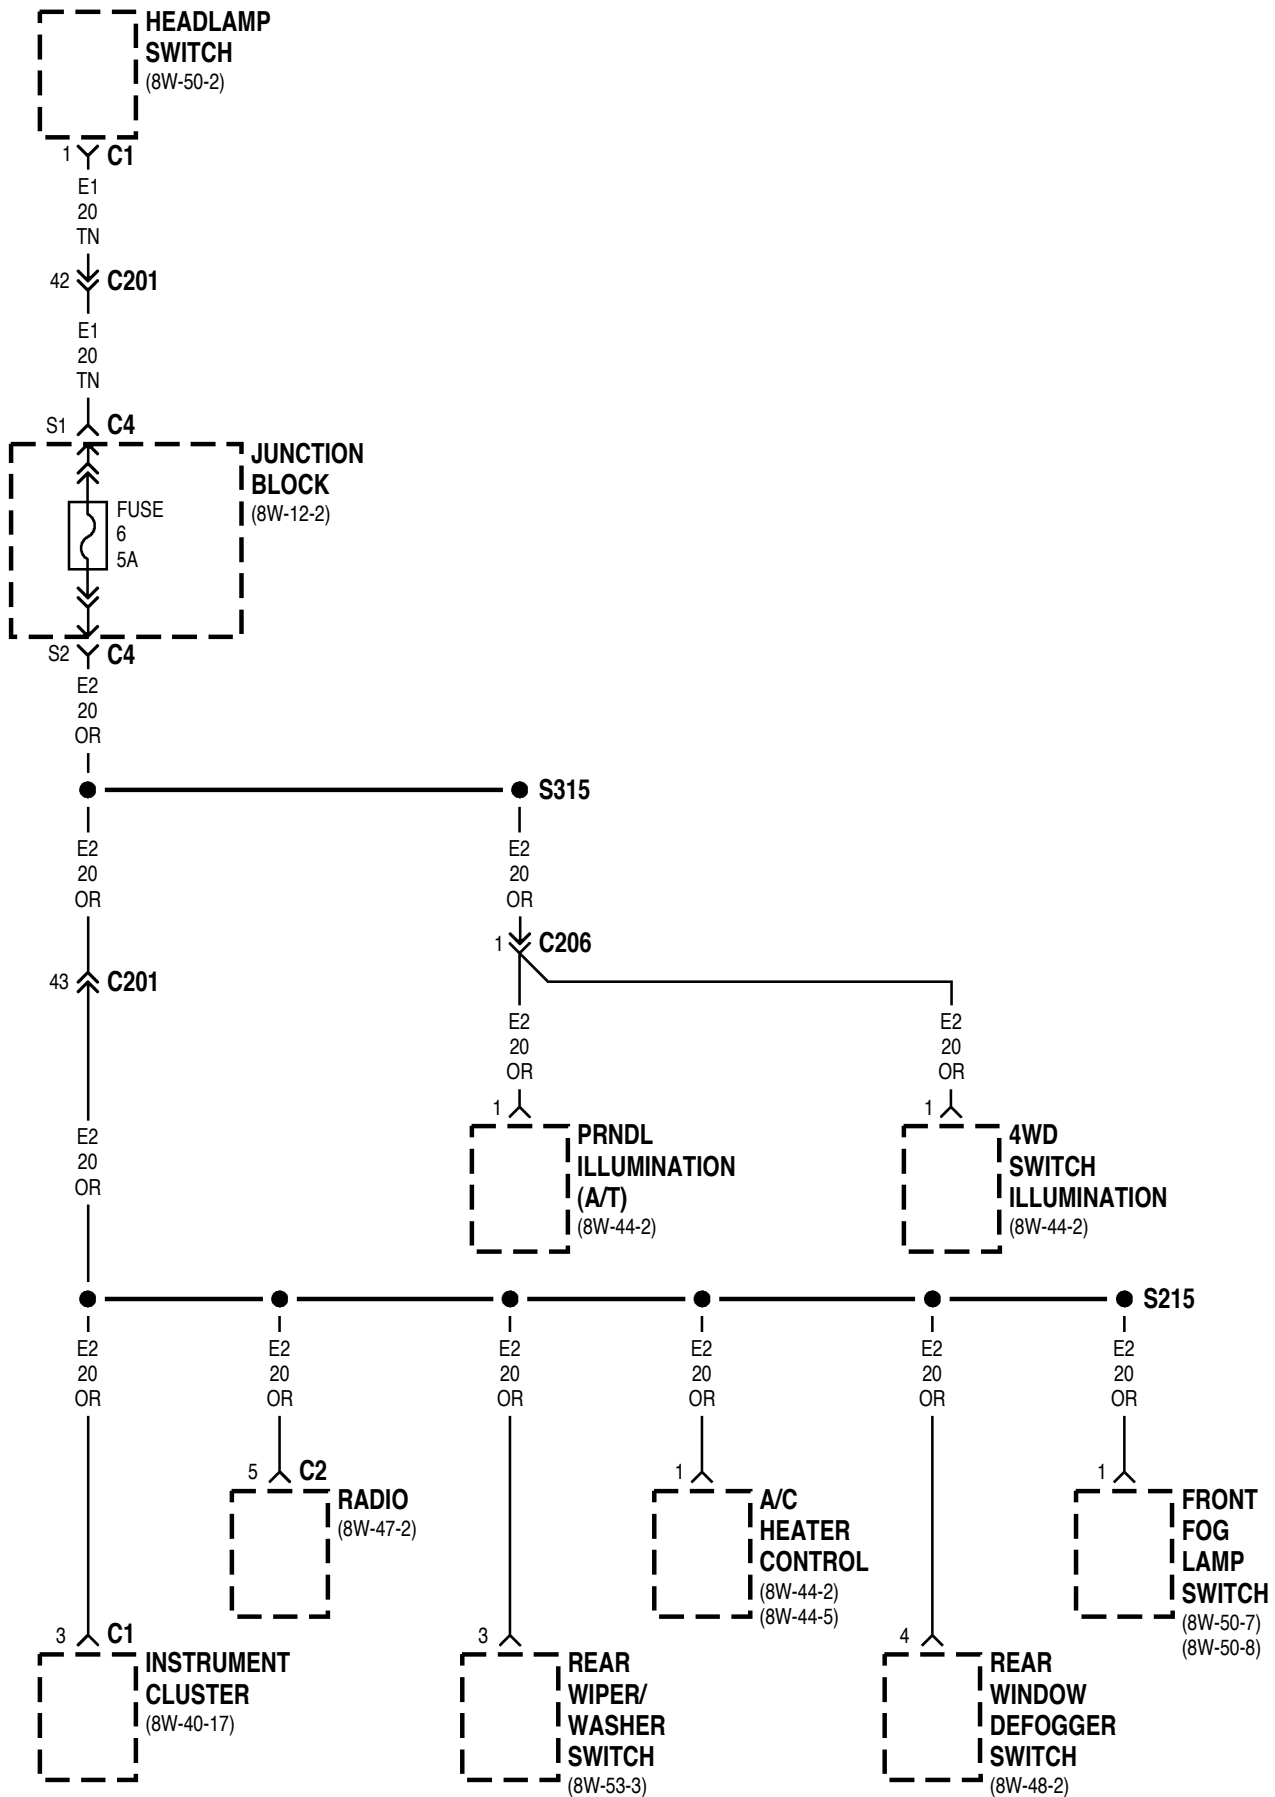 HEADLAMP
SWITCH
(8W-50-2)
1 C1
E1
20
TN
42 C201
E1
20
TN
S1 C4
JUNCTION
BLOCK
(8W-12-2)
FUSE
6
5A
S2 C4
E2
20
OR
S315
E2
20
OR
E2
20
OR
1 C206
43 C201
E2
20
OR
E2
20
OR
1
1
PRNDL
ILLUMINATION
(A/T)
(8W-44-2)
4WD
SWITCH
ILLUMINATION
(8W-44-2)
E2
20
OR
S215
E2
20
OR
E2
20
OR
E2
20
OR
E2
20
OR
E2
20
OR
E2
20
OR
5 C2
RADIO
(8W-47-2)
1
A/C
HEATER
CONTROL
(8W-44-2)
(8W-44-5)
1
FRONT
FOG
LAMP
SWITCH
(8W-50-7)
(8W-50-8)
3 C1
INSTRUMENT
CLUSTER
(8W-40-17)
3
REAR
WIPER/
WASHER
SWITCH
(8W-53-3)
4
REAR
WINDOW
DEFOGGER
SWITCH
(8W-48-2)